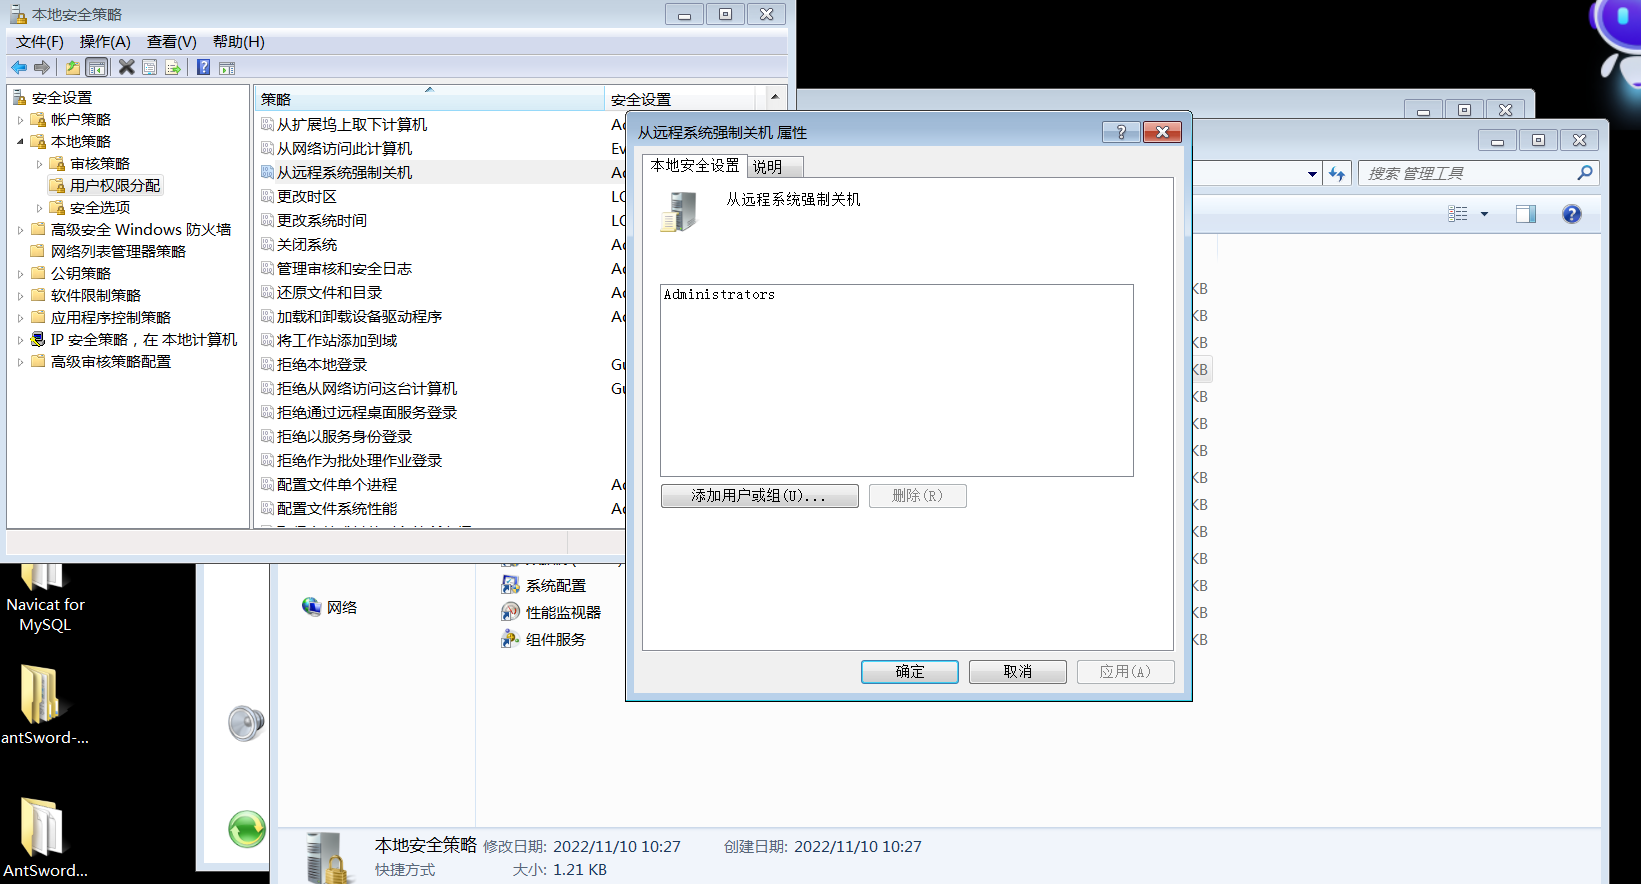 本地安全策略
文件(F) 操作(A) 查看(V) 帮助(H)
安全设置
帐户策略
本地策略
审核策略
用户权限分配
安全选项
高级安全 Windows 防火墙
网络列表管理器策略
公钥策略
软件限制策略
应用程序控制策略
IP 安全策略，在 本地计算机
高级审核策略配置
策略 安全设置
从扩展坞上取下计算机
从网络访问此计算机
从远程系统强制关机
更改时区
更改系统时间
关闭系统
管理审核和安全日志
还原文件和目录
加载和卸载设备驱动程序
将工作站添加到域
拒绝本地登录
拒绝从网络访问这台计算机
拒绝通过远程桌面服务登录
拒绝以服务身份登录
拒绝作为批处理作业登录
配置文件单个进程
配置文件系统性能
从远程系统强制关机 属性
本地安全设置 说明
从远程系统强制关机
Administrators
添加用户或组(U)... 删除(R)
确定 取消 应用(A)
搜索 管理工具
KB
KB
KB
KB
KB
KB
KB
KB
KB
KB
KB
KB
KB
KB
网络
系统配置
性能监视器
组件服务
Navicat for
MySQL
antSword-...
AntSword...
本地安全策略 修改日期: 2022/11/10 10:27 创建日期: 2022/11/10 10:27
快捷方式 大小: 1.21 KB